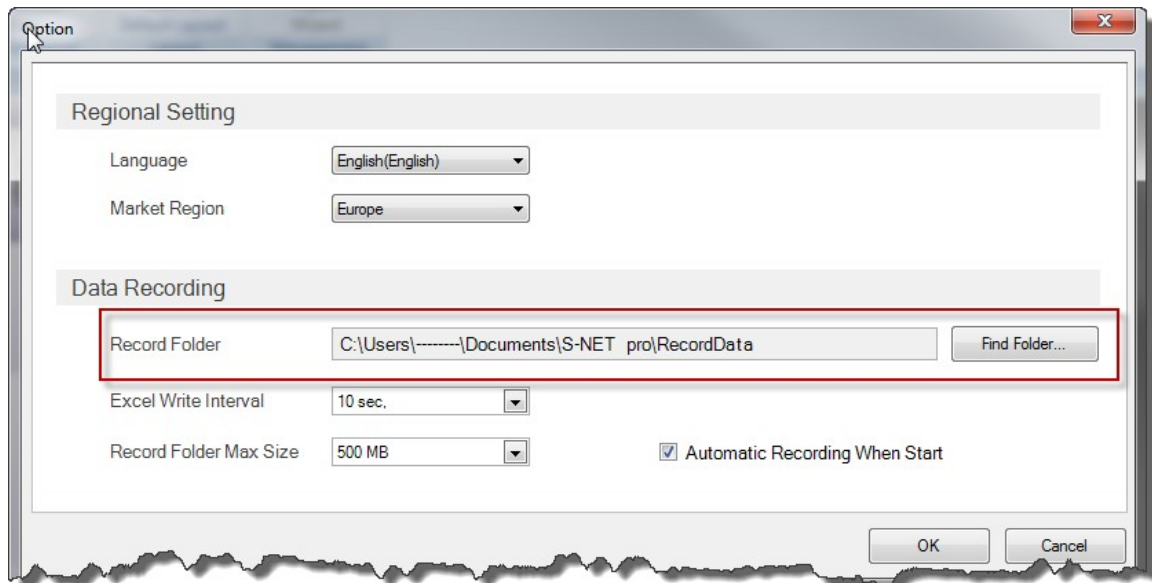 Option
Regional Setting
Language English(English)
Market Region Europe
Data Recording
Record Folder C:\Users\--------\Documents\S-NET pro\RecordData Find Folder...
Excel Write Interval 10 sec,
Record Folder Max Size 500 MB Automatic Recording When Start
OK Cancel